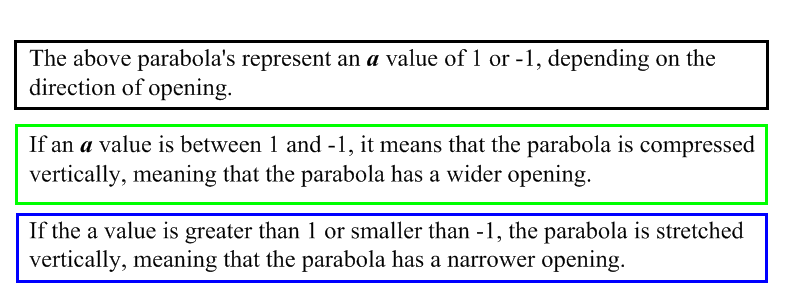 The above parabola's represent an a value of 1 or -1, depending on the
direction of opening.
If an a value is between 1 and -1, it means that the parabola is compressed
vertically, meaning that the parabola has a wider opening.
If the a value is greater than 1 or smaller than -1, the parabola is stretched
vertically, meaning that the parabola has a narrower opening.